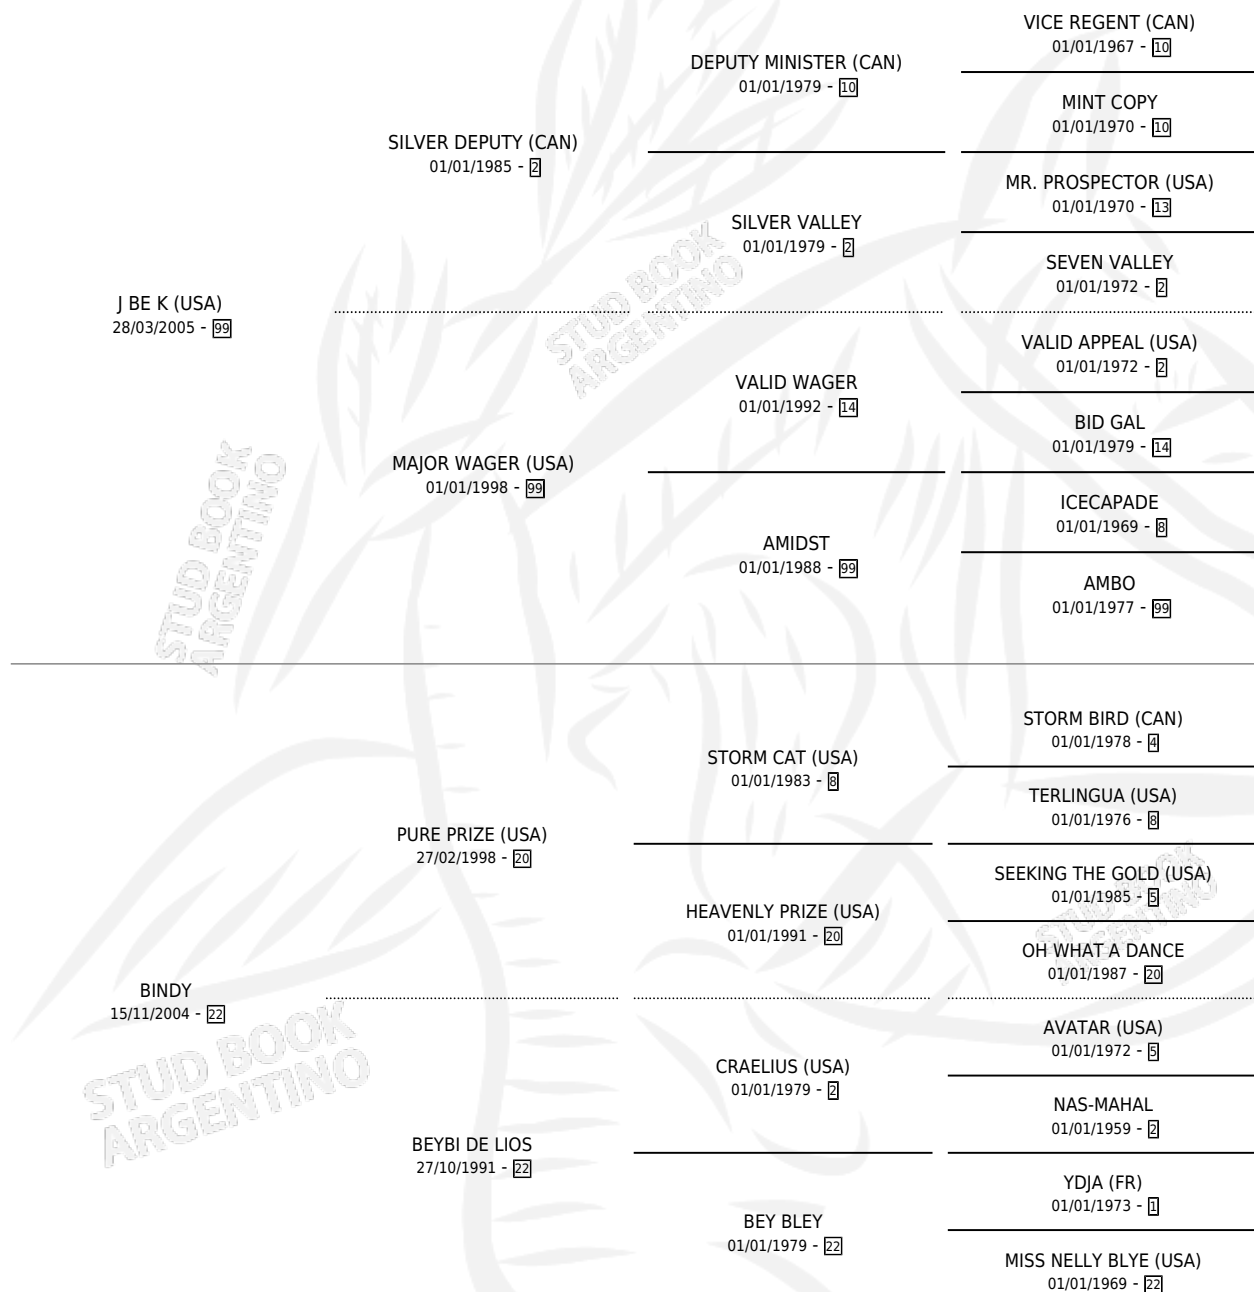 VICE REGENT (CAN)
01/01/1967 - 10
DEPUTY MINISTER (CAN)
01/01/1979 - 10
MINT COPY
01/01/1970 - 10
SILVER DEPUTY (CAN)
01/01/1985 - 2
MR. PROSPECTOR (USA)
01/01/1970 - 13
SILVER VALLEY
01/01/1979 - 2
SEVEN VALLEY
01/01/1972 - 2
J BE K (USA)
28/03/2005 - 99
VALID APPEAL (USA)
01/01/1972 - 2
VALID WAGER
01/01/1992 - 14
BID GAL
01/01/1979 - 14
MAJOR WAGER (USA)
01/01/1998 - 99
ICECAPADE
01/01/1969 - 8
AMIDST
01/01/1988 - 99
AMBO
01/01/1977 - 99
STORM BIRD (CAN)
01/01/1978 - 4
STORM CAT (USA)
01/01/1983 - 8
TERLINGUA (USA)
01/01/1976 - 8
PURE PRIZE (USA)
27/02/1998 - 20
SEEKING THE GOLD (USA)
01/01/1985 - 5
HEAVENLY PRIZE (USA)
01/01/1991 - 20
OH WHAT A DANCE
01/01/1987 - 20
BINDY
15/11/2004 - 22
AVATAR (USA)
01/01/1972 - 5
CRAELIUS (USA)
01/01/1979 - 2
NAS-MAHAL
01/01/1959 - 2
BEYBI DE LIOS
27/10/1991 - 22
YDJA (FR)
01/01/1973 - 1
BEY BLEY
01/01/1979 - 22
MISS NELLY BLYE (USA)
01/01/1969 - 22
STUD BOOK
ARGENTINO
STUD BOOK
ARGENTINO
STUD BOOK
ARGENTINO
STUD BOOK
ARGENTINO